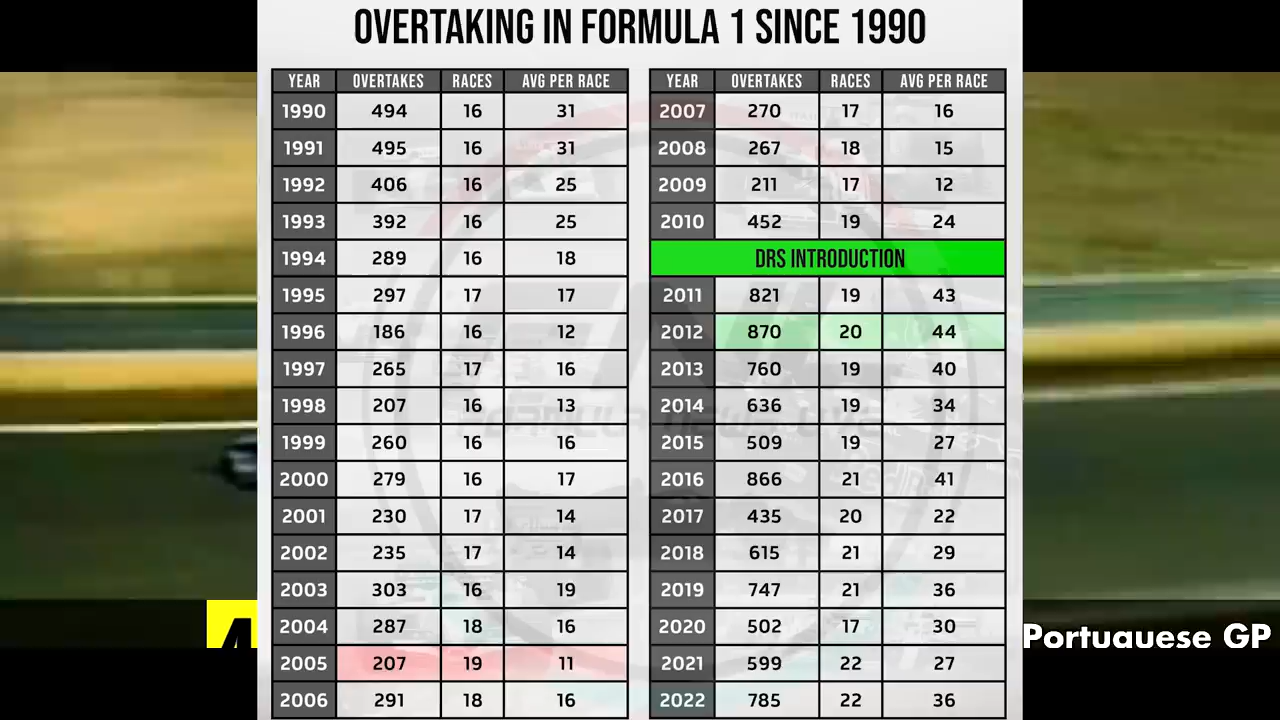 OVERTAKING IN FORMULA 1 SINCE 1990
YEAR OVERTAKES RACES AVG PER RACE
1990 494 16 31
1991 495 16 31
1992 406 16 25
1993 392 16 25
1994 289 16 18
1995 297 17 17
1996 186 16 12
1997 265 17 16
1998 207 16 13
1999 260 16 16
2000 279 16 17
2001 230 17 14
2002 235 17 14
2003 303 16 19
2004 287 18 16
2005 207 19 11
2006 291 18 16
YEAR OVERTAKES RACES AVG PER RACE
2007 270 17 16
2008 267 18 15
2009 211 17 12
2010 452 19 24
DRS INTRODUCTION
2011 821 19 43
2012 870 20 44
2013 760 19 40
2014 636 19 34
2015 509 19 27
2016 866 21 41
2017 435 20 22
2018 615 21 29
2019 747 21 36
2020 502 17 30
2021 599 22 27
2022 785 22 36
FORMULA NEWS LIVE
Portuguese GP